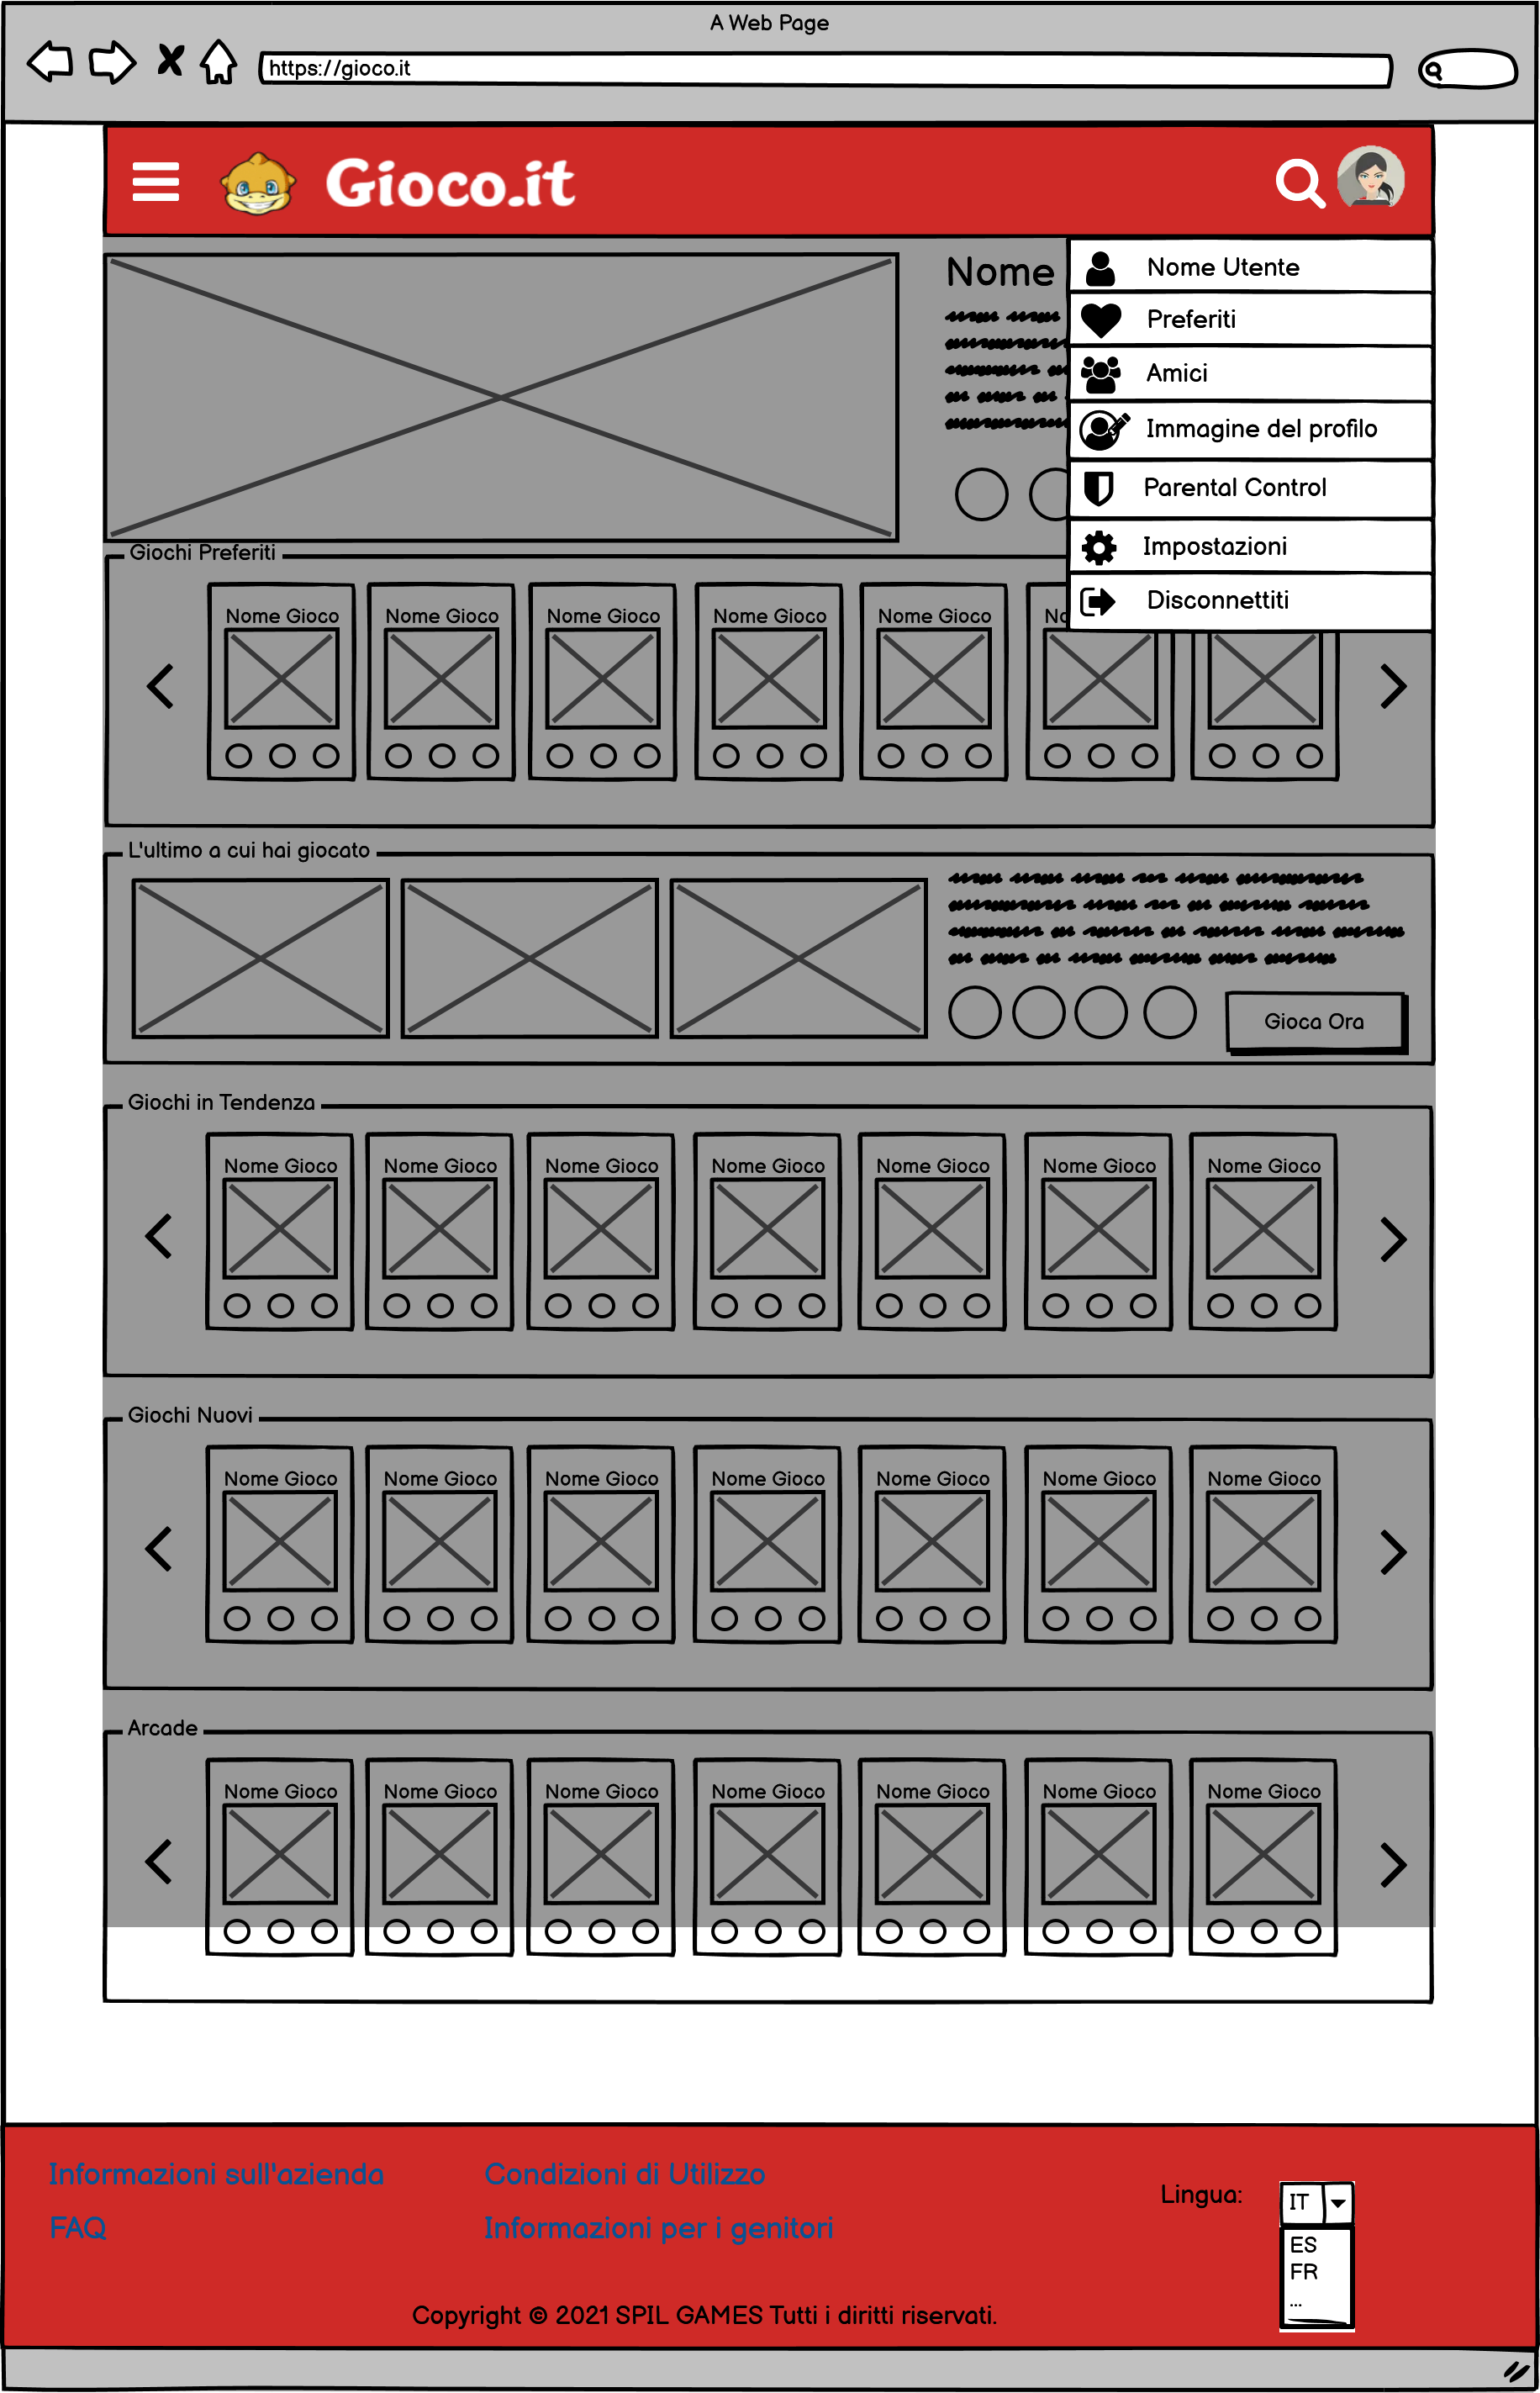 A Web Page
https://gioco.it
Gioco.it
Nome
Nome Utente
Preferiti
Amici
Immagine del profilo
Parental Control
Impostazioni
Disconnettiti
Giochi Preferiti
Nome Gioco Nome Gioco Nome Gioco Nome Gioco Nome Gioco No
L'ultimo a cui hai giocato
Gioca Ora
Giochi in Tendenza
Nome Gioco Nome Gioco Nome Gioco Nome Gioco Nome Gioco Nome Gioco Nome Gioco
Giochi Nuovi
Nome Gioco Nome Gioco Nome Gioco Nome Gioco Nome Gioco Nome Gioco Nome Gioco
Arcade
Nome Gioco Nome Gioco Nome Gioco Nome Gioco Nome Gioco Nome Gioco Nome Gioco
Informazioni sull'azienda Condizioni di Utilizzo
FAQ Informazioni per i genitori
Lingua: IT
ES
FR
...
Copyright © 2021 SPIL GAMES Tutti i diritti riservati.